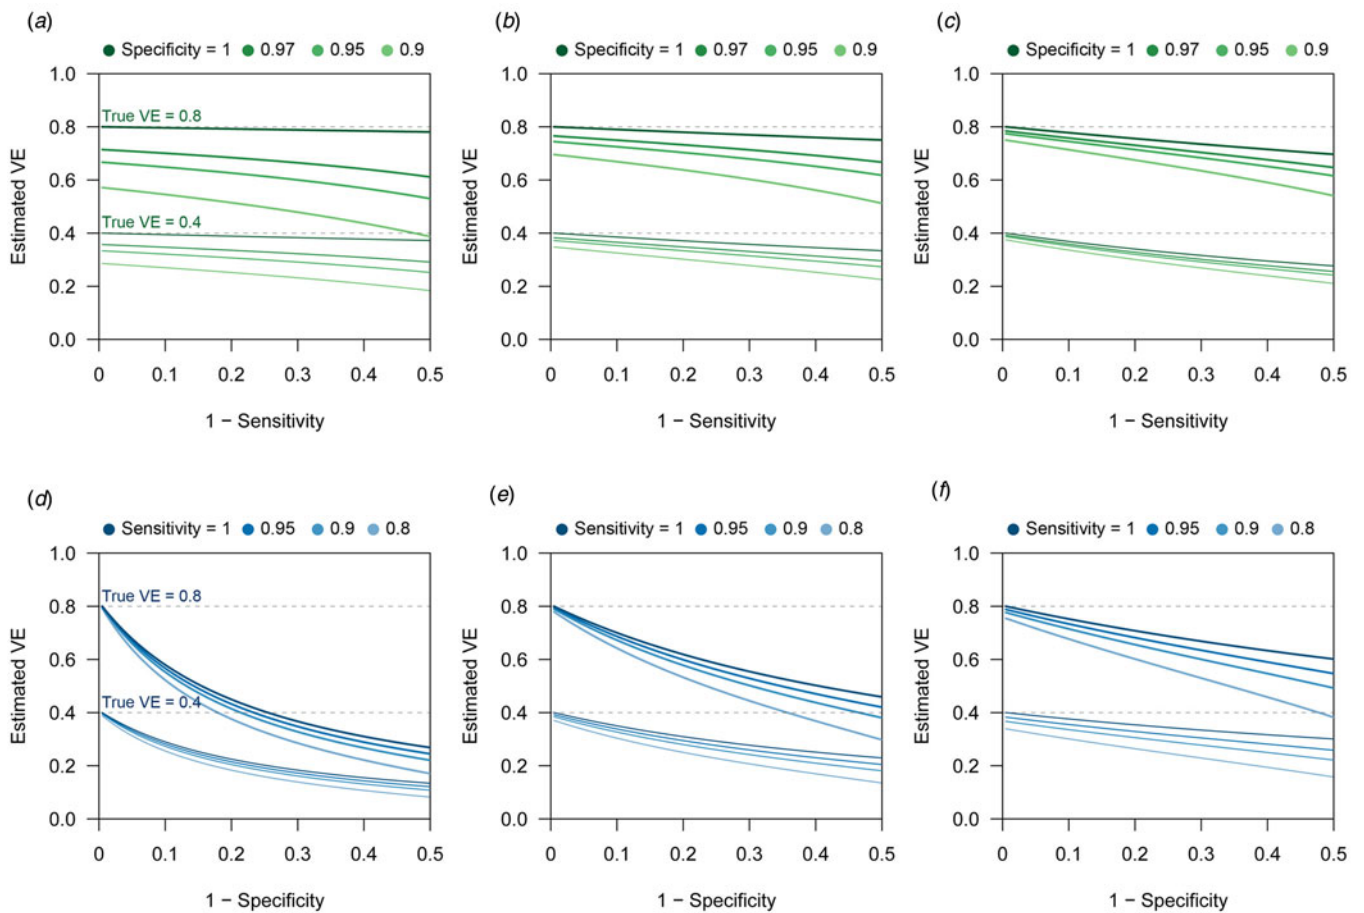 (a)
Specificity = 1 0.97 0.95 0.9
1.0
True VE = 0.8
0.8
0.6
True VE = 0.4
0.4
0.2
0.0
Estimated VE
0 0.1 0.2 0.3 0.4 0.5
1 − Sensitivity
(b)
Specificity = 1 0.97 0.95 0.9
1.0
0.8
0.6
0.4
0.2
0.0
Estimated VE
0 0.1 0.2 0.3 0.4 0.5
1 − Sensitivity
(c)
Specificity = 1 0.97 0.95 0.9
1.0
0.8
0.6
0.4
0.2
0.0
Estimated VE
0 0.1 0.2 0.3 0.4 0.5
1 − Sensitivity
(d)
Sensitivity = 1 0.95 0.9 0.8
1.0
True VE = 0.8
0.8
0.6
True VE = 0.4
0.4
0.2
0.0
Estimated VE
0 0.1 0.2 0.3 0.4 0.5
1 − Specificity
(e)
Sensitivity = 1 0.95 0.9 0.8
1.0
0.8
0.6
0.4
0.2
0.0
Estimated VE
0 0.1 0.2 0.3 0.4 0.5
1 − Specificity
(f)
Sensitivity = 1 0.95 0.9 0.8
1.0
0.8
0.6
0.4
0.2
0.0
Estimated VE
0 0.1 0.2 0.3 0.4 0.5
1 − Specificity